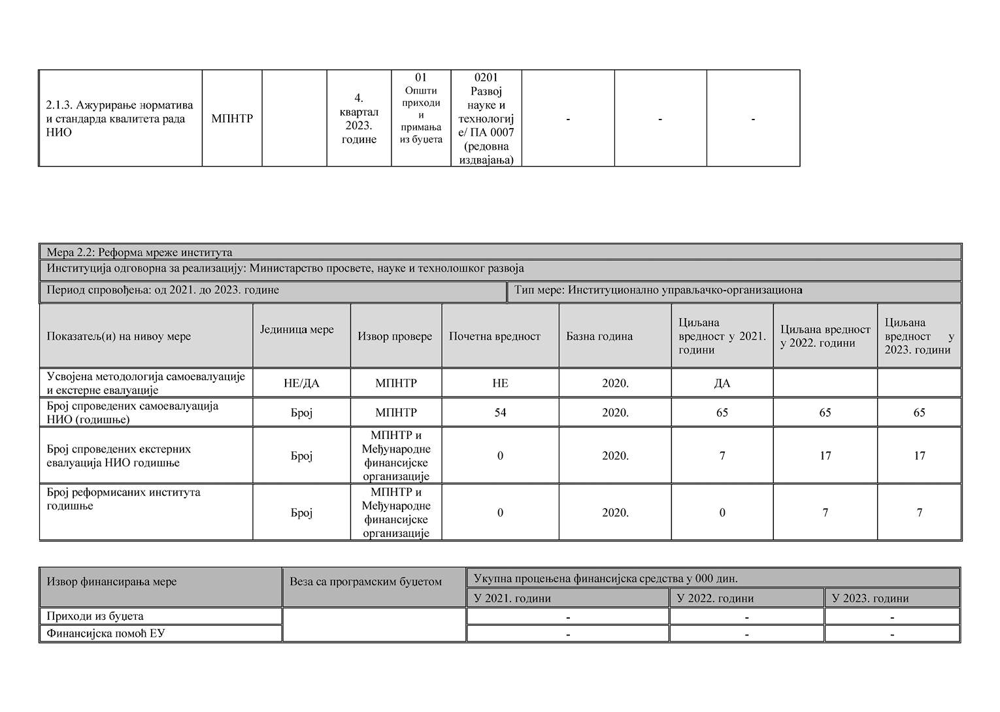 2.1.3. Ажурирање норматива
и стандарда квалитета рада
НИО
МПНТР
4.
квартал
2023.
године
01
Општи
приходи
и
примања
из буџета
0201
Развој
науке и
технологиј
е/ ПА 0007
(редовна
издвајања)
-
-
-
Мера 2.2: Реформа мреже института
Институција одговорна за реализацију: Министарство просвете, науке и технолошког развоја
Период спровођења: од 2021. до 2023. године
Тип мере: Институционално управљачко-организациона
Показатељ(и) на нивоу мере
Јединица мере
Извор провере
Почетна вредност
Базна година
Циљана
вредност у 2021.
години
Циљана вредност
у 2022. години
Циљана
вредност у
2023. години
Усвојена методологија самоевалуације
и екстерне евалуације
НЕ/ДА
МПНТР
НЕ
2020.
ДА
Број спроведених самоевалуација
НИО (годишње)
Број
МПНТР
54
2020.
65
65
65
Број спроведених екстерних
евалуација НИО годишње
Број
МПНТР и
Међународне
финансијске
организације
0
2020.
7
17
17
Број реформисаних института
годишње
Број
МПНТР и
Међународне
финансијске
организације
0
2020.
0
7
7
Извор финансирања мере
Веза са програмским буџетом
Укупна процењена финансијска средства у 000 дин.
У 2021. години
У 2022. години
У 2023. години
Приходи из буџета
-
-
-
Финансијска помоћ ЕУ
-
-
-